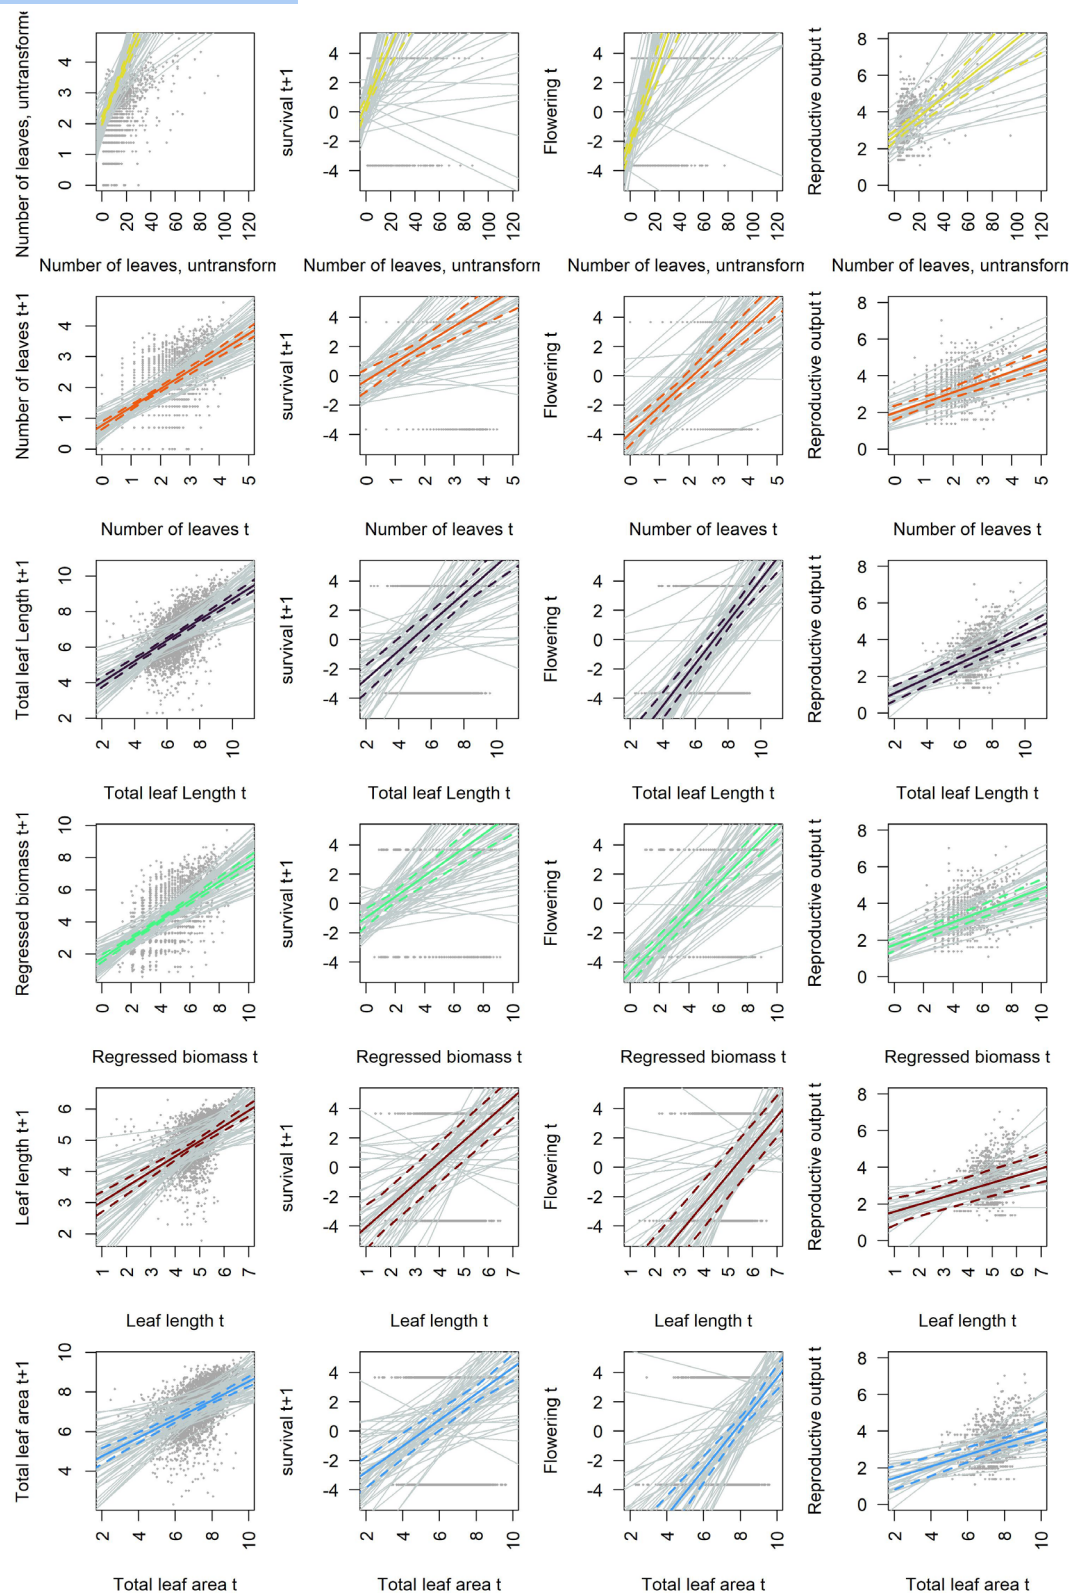 Number of leaves, untransforme
4
3
2
1
0
0 20 40 60 80 100 120
Number of leaves, untransform
survival t+1
4
2
0
-2
-4
0 20 40 60 80 100 120
Number of leaves, untransform
Flowering t
4
2
0
-2
-4
0 20 40 60 80 100 120
Number of leaves, untransform
Reproductive output t
8
6
4
2
0
0 20 40 60 80 100 120
Number of leaves, untransform
Number of leaves t+1
4
3
2
1
0
0 1 2 3 4 5
Number of leaves t
survival t+1
4
2
0
-2
-4
0 1 2 3 4 5
Number of leaves t
Flowering t
4
2
0
-2
-4
0 1 2 3 4 5
Number of leaves t
Reproductive output t
8
6
4
2
0
0 1 2 3 4 5
Number of leaves t
Total leaf Length t+1
10
8
6
4
2
2 4 6 8 10
Total leaf Length t
survival t+1
4
2
0
-2
-4
2 4 6 8 10
Total leaf Length t
Flowering t
4
2
0
-2
-4
2 4 6 8 10
Total leaf Length t
Reproductive output t
8
6
4
2
0
2 4 6 8 10
Total leaf Length t
Regressed biomass t+1
10
8
6
4
2
0 2 4 6 8 10
Regressed biomass t
survival t+1
4
2
0
-2
-4
0 2 4 6 8 10
Regressed biomass t
Flowering t
4
2
0
-2
-4
0 2 4 6 8 10
Regressed biomass t
Reproductive output t
8
6
4
2
0
0 2 4 6 8 10
Regressed biomass t
Leaf length t+1
6
5
4
3
2
1 2 3 4 5 6 7
Leaf length t
survival t+1
4
2
0
-2
-4
1 2 3 4 5 6 7
Leaf length t
Flowering t
4
2
0
-2
-4
1 2 3 4 5 6 7
Leaf length t
Reproductive output t
8
6
4
2
0
1 2 3 4 5 6 7
Leaf length t
Total leaf area t+1
10
8
6
4
2 4 6 8 10
Total leaf area t
survival t+1
4
2
0
-2
-4
2 4 6 8 10
Total leaf area t
Flowering t
4
2
0
-2
-4
2 4 6 8 10
Total leaf area t
Reproductive output t
8
6
4
2
0
2 4 6 8 10
Total leaf area t